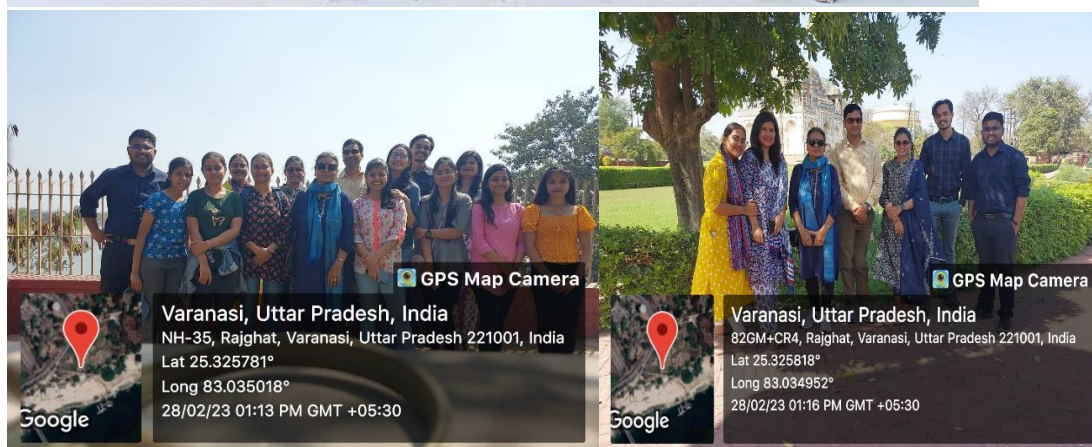 GPS Map Camera
Varanasi, Uttar Pradesh, India
NH-35, Rajghat, Varanasi, Uttar Pradesh 221001, India
Lat 25.325781°
Long 83.035018°
28/02/23 01:13 PM GMT +05:30
Google
GPS Map Camera
Varanasi, Uttar Pradesh, India
82GM+CR4, Rajghat, Varanasi, Uttar Pradesh 221001, India
Lat 25.325818°
Long 83.034952°
28/02/23 01:16 PM GMT +05:30
Google